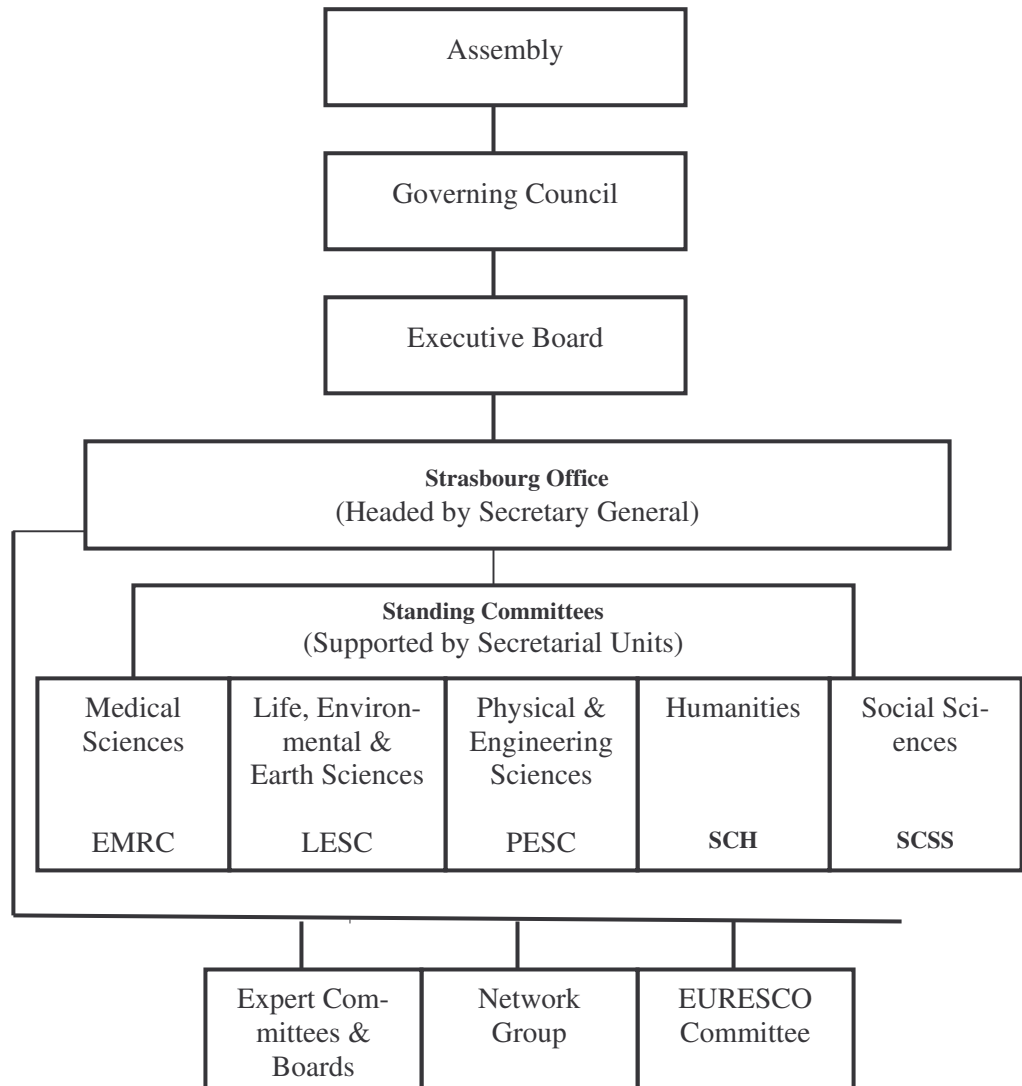 Assembly
Governing Council
Executive Board
Strasbourg Office
(Headed by Secretary General)
Standing Committees
(Supported by Secretarial Units)
Medical
Sciences
EMRC
Life, Environ-
mental &
Earth Sciences
LESC
Physical &
Engineering
Sciences
PESC
Humanities
SCH
Social Sci-
ences
SCSS
Expert Com-
mittees &
Boards
Network
Group
EURESCO
Committee